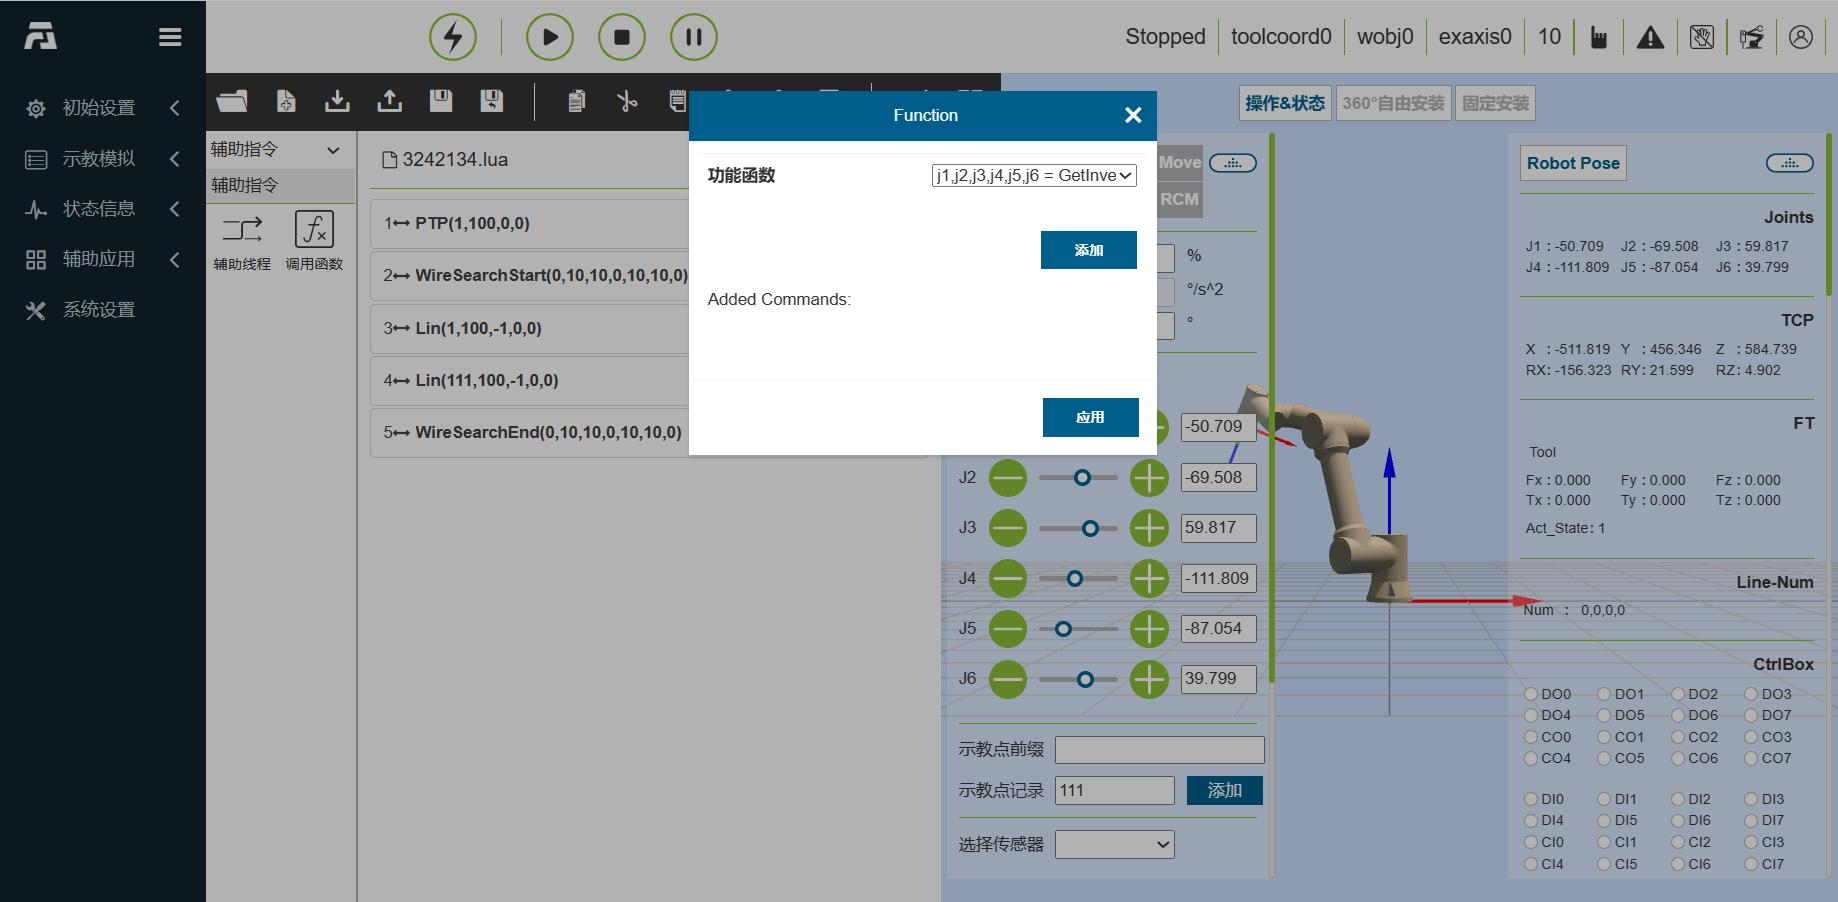 Stopped toolcoord0 wobj0 exaxis0 10
初始设置
示教模拟
状态信息
辅助应用
系统设置
辅助指令
辅助指令
辅助线程 调用函数
3242134.lua
1 PTP(1,100,0,0)
2 WireSearchStart(0,10,10,0,10,10,0)
3 Lin(1,100,-1,0,0)
4 Lin(111,100,-1,0,0)
5 WireSearchEnd(0,10,10,0,10,10,0)
Function
功能函数 j1,j2,j3,j4,j5,j6 = GetInve
添加
Added Commands:
应用
操作&状态 360°自由安装 固定安装
Move
RCM
%
°/s^2
°
-50.709
J2 -69.508
J3 59.817
J4 -111.809
J5 -87.054
J6 39.799
示教点前缀
示教点记录 111 添加
选择传感器
Robot Pose
Joints
J1 : -50.709 J2 : -69.508 J3 : 59.817
J4 : -111.809 J5 : -87.054 J6 : 39.799
TCP
X : -511.819 Y : 456.346 Z : 584.739
RX: -156.323 RY: 21.599 RZ: 4.902
FT
Tool
Fx : 0.000 Fy : 0.000 Fz : 0.000
Tx : 0.000 Ty : 0.000 Tz : 0.000
Act_State: 1
Line-Num
Num : 0,0,0,0
CtrlBox
DO0 DO1 DO2 DO3
DO4 DO5 DO6 DO7
CO0 CO1 CO2 CO3
CO4 CO5 CO6 CO7
DI0 DI1 DI2 DI3
DI4 DI5 DI6 DI7
CI0 CI1 CI2 CI3
CI4 CI5 CI6 CI7